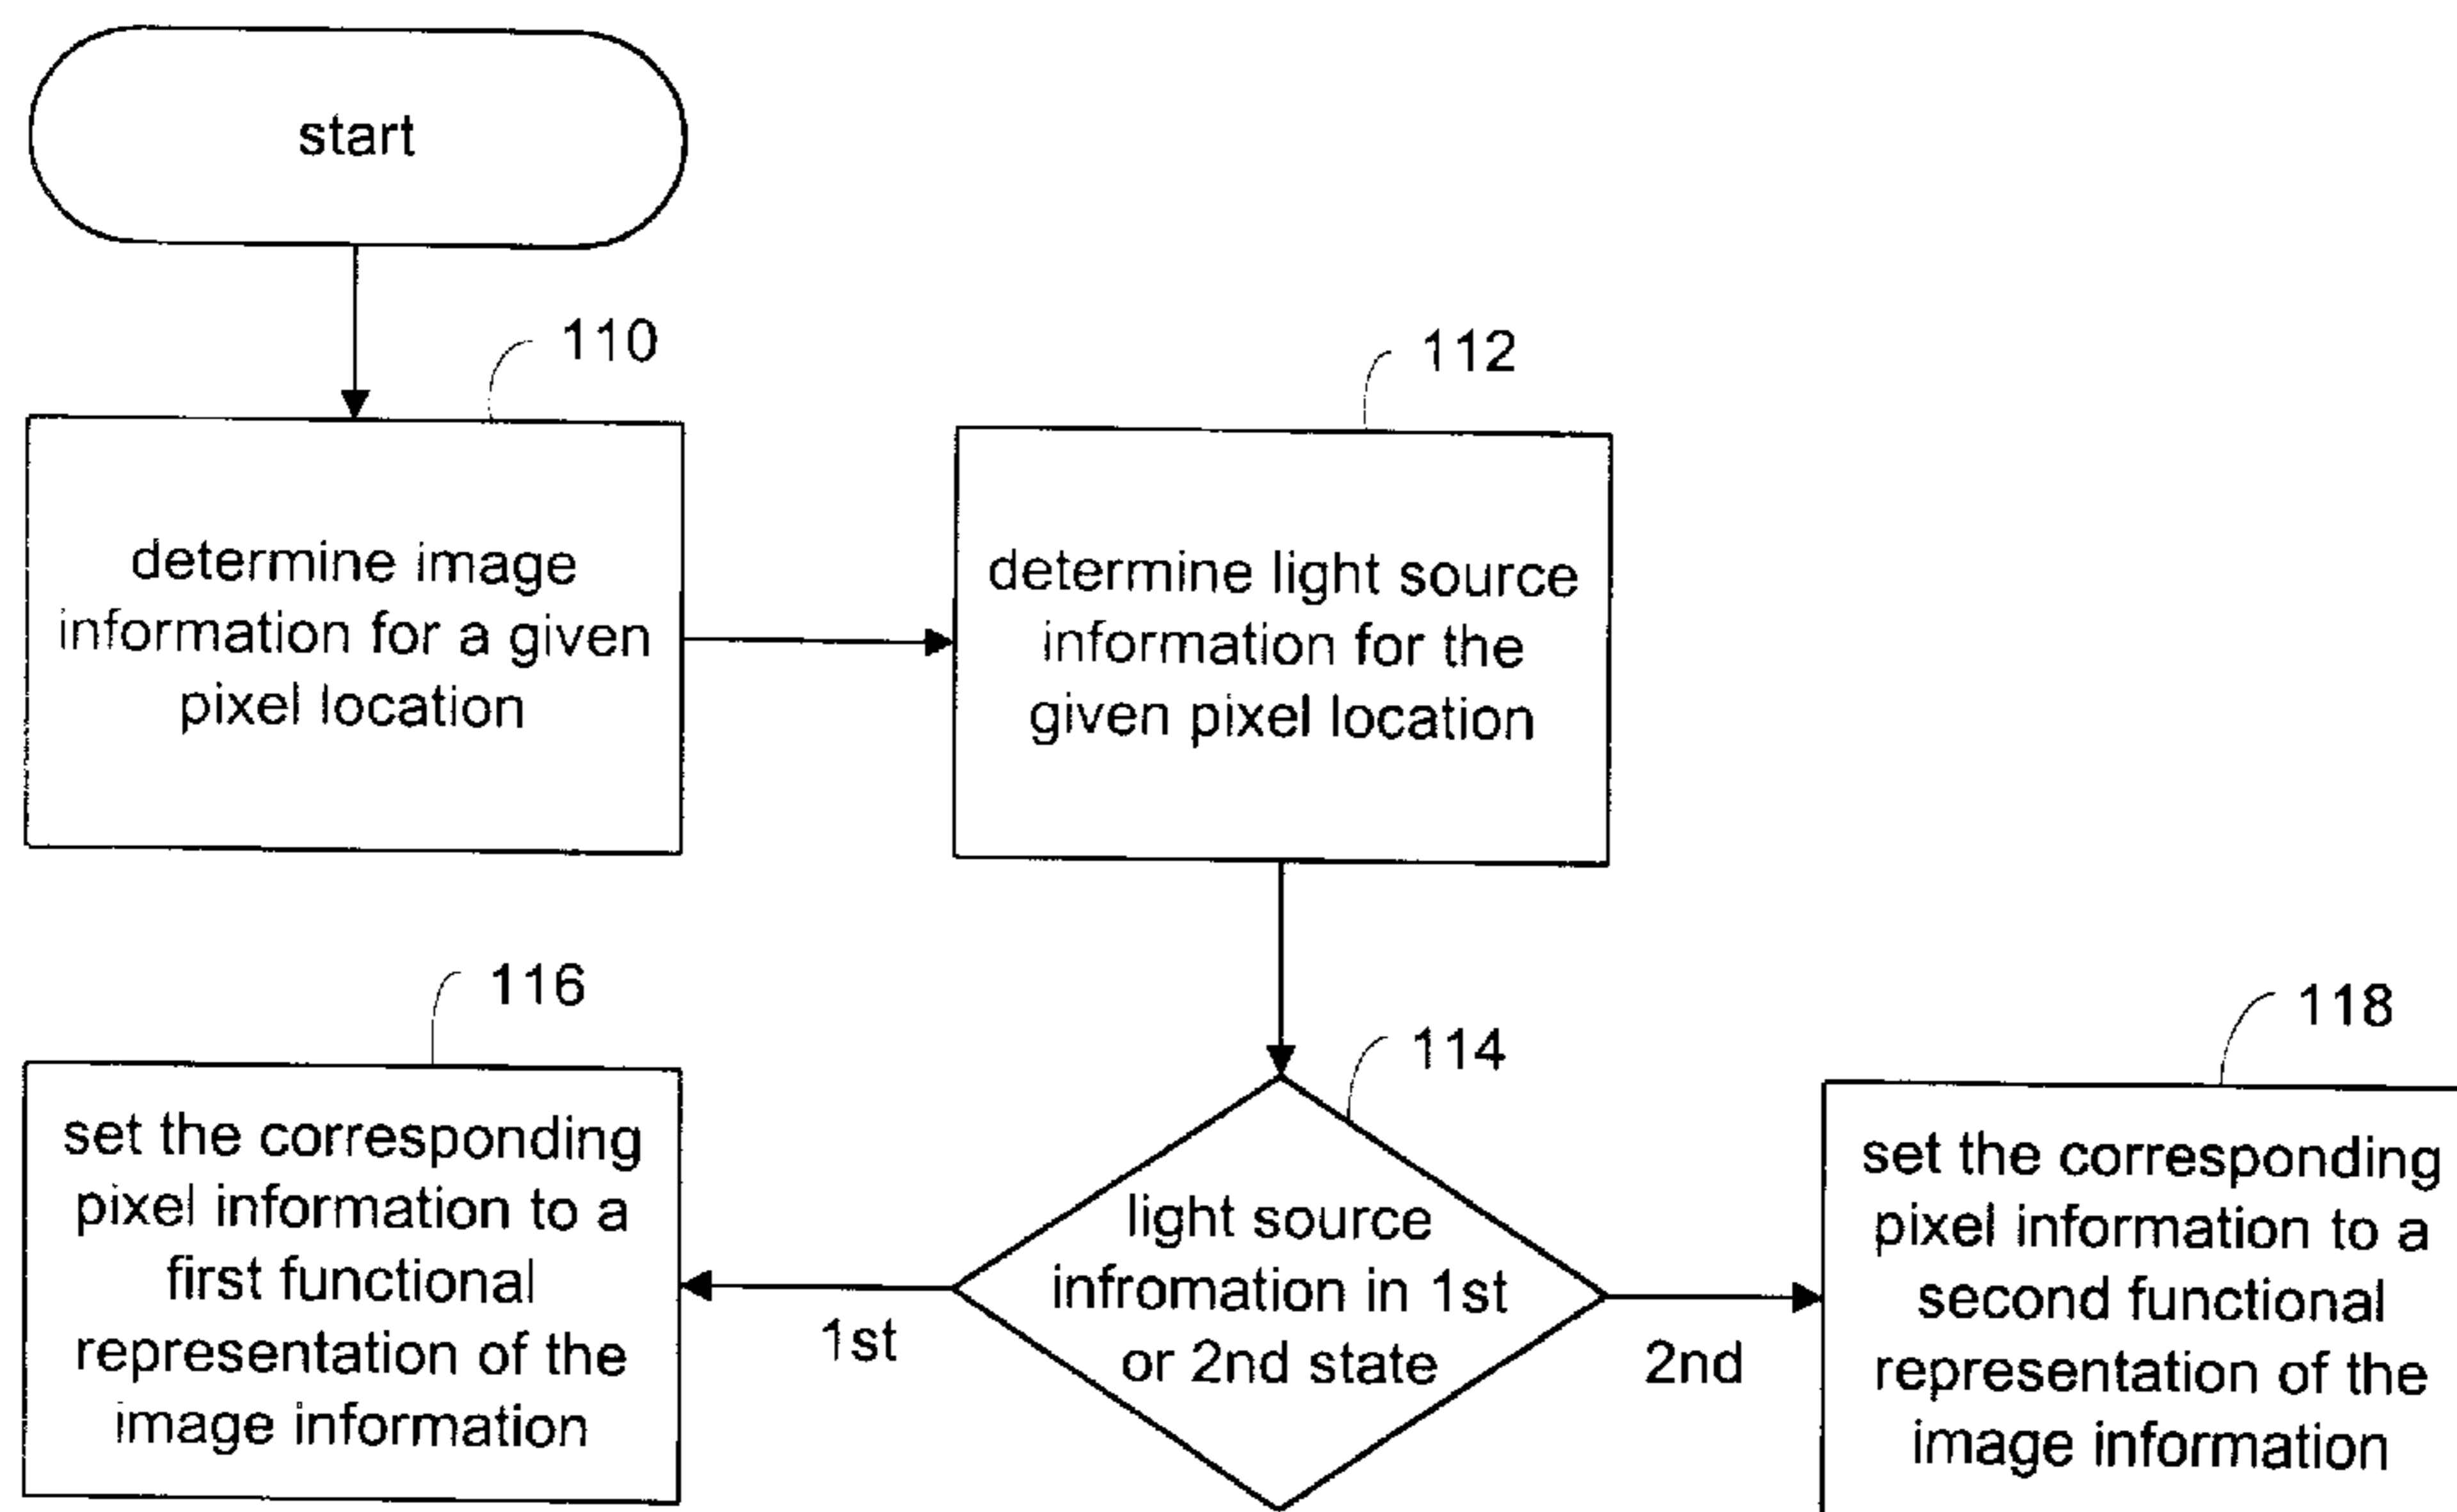 start
110
determine image
information for a given
pixel location
112
determine light source
information for the
given pixel location
114
light source
infromation in 1st
or 2nd state
1st
2nd
116
set the corresponding
pixel information to a
first functional
representation of the
image information
118
set the corresponding
pixel information to a
second functional
representation of the
image information